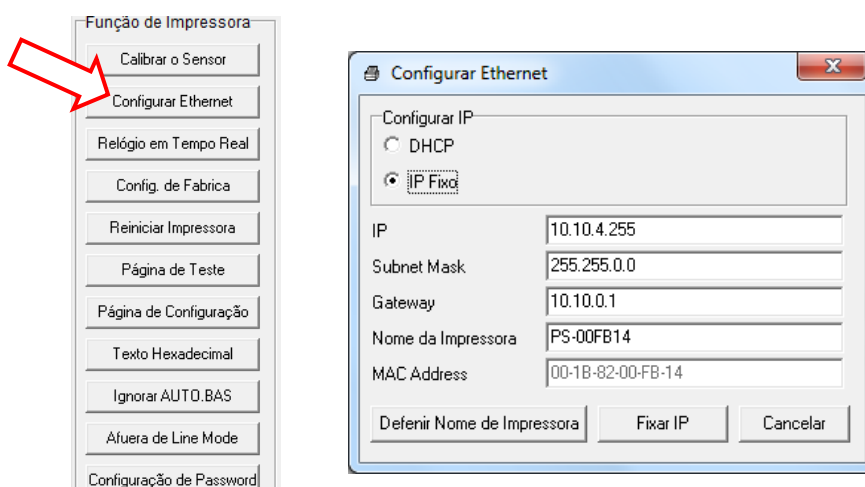 Função de Impressora
Calibrar o Sensor
Configurar Ethernet
Relógio em Tempo Real
Config. de Fabrica
Reiniciar Impressora
Página de Teste
Página de Configuração
Texto Hexadecimal
Ignorar AUTO.BAS
Afuera de Line Mode
Configuração de Password
Configurar Ethernet
Configurar IP
DHCP
IP Fixo
IP 10.10.4.255
Subnet Mask 255.255.0.0
Gateway 10.10.0.1
Nome da Impressora PS-00FB14
MAC Address 00-1B-82-00-FB-14
Defenir Nome de Impressora Fixar IP Cancelar